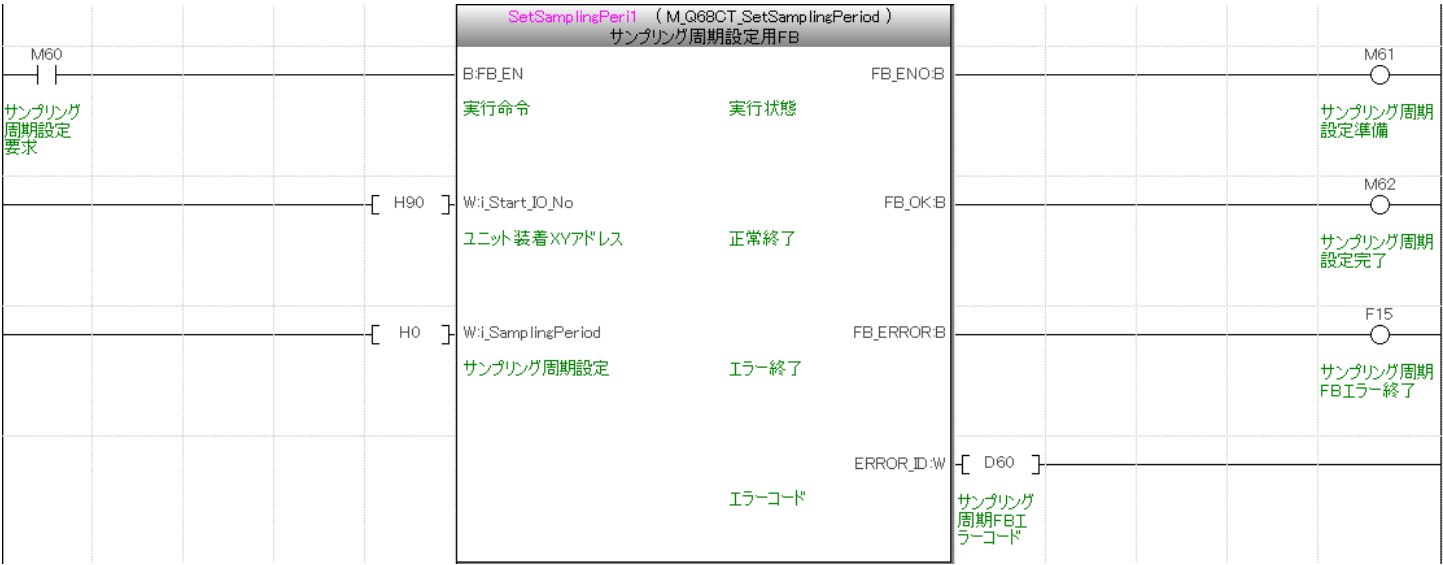 SetSamplingPeri1 (M_Q68CT_SetSamplingPeriod)
サンプリング周期設定用FB
M60
B:FB_EN
FB_ENO:B
M61
サンプリング
周期設定
要求
実行命令
実行状態
サンプリング周期
設定準備
H90
W:i_Start_IO_No
FB_OK:B
M62
ユニット装着XYアドレス
正常終了
サンプリング周期
設定完了
H0
W:i_SamplingPeriod
FB_ERROR:B
F15
サンプリング周期設定
エラー終了
サンプリング周期
FBエラー終了
ERROR_ID:W
D60
エラーコード
サンプリング
周期FBエ
ラーコード